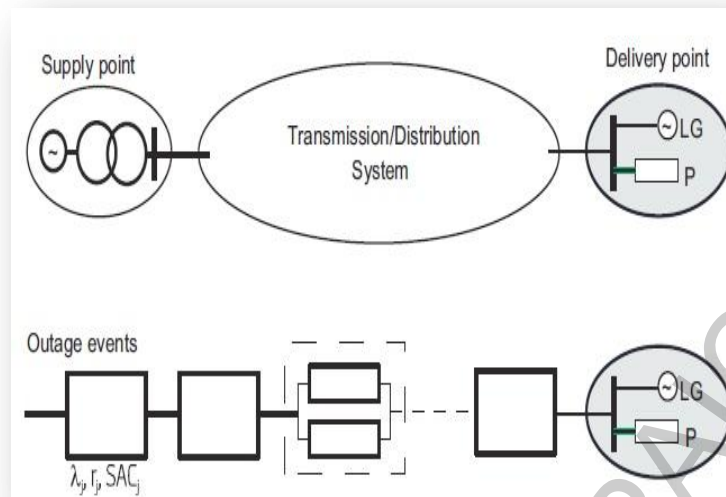 Supply point
Delivery point
Transmission/Distribution
System
~
~ LG
P
Outage events
~ LG
P
λj, rj, SACj